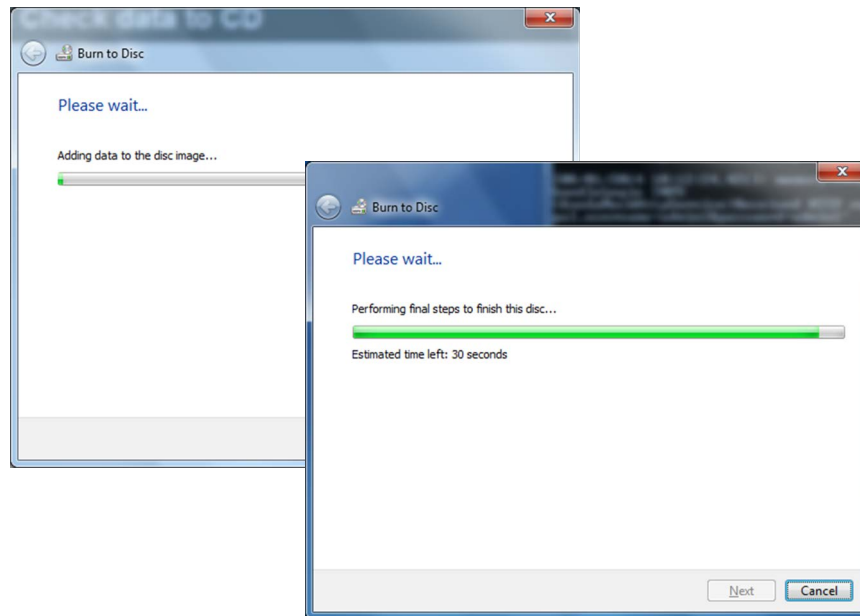 Check data to CD
Burn to Disc
Please wait...
Adding data to the disc image...
Burn to Disc
Please wait...
Performing final steps to finish this disc...
Estimated time left: 30 seconds
Next
Cancel